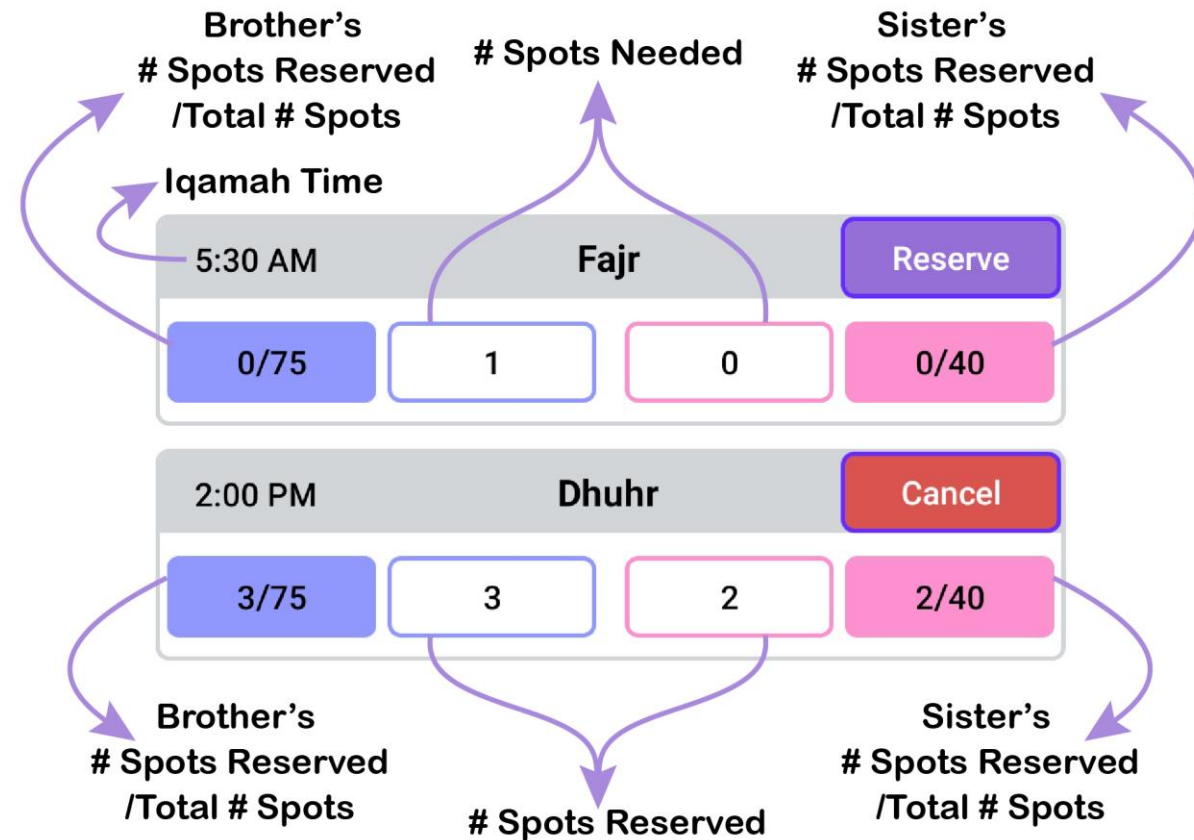 Brother's
# Spots Reserved
/Total # Spots
# Spots Needed
Sister's
# Spots Reserved
/Total # Spots
Iqamah Time
5:30 AM Fajr Reserve
0/75 1 0 0/40
2:00 PM Dhuhr Cancel
3/75 3 2 2/40
Brother's
# Spots Reserved
/Total # Spots
# Spots Reserved
Sister's
# Spots Reserved
/Total # Spots